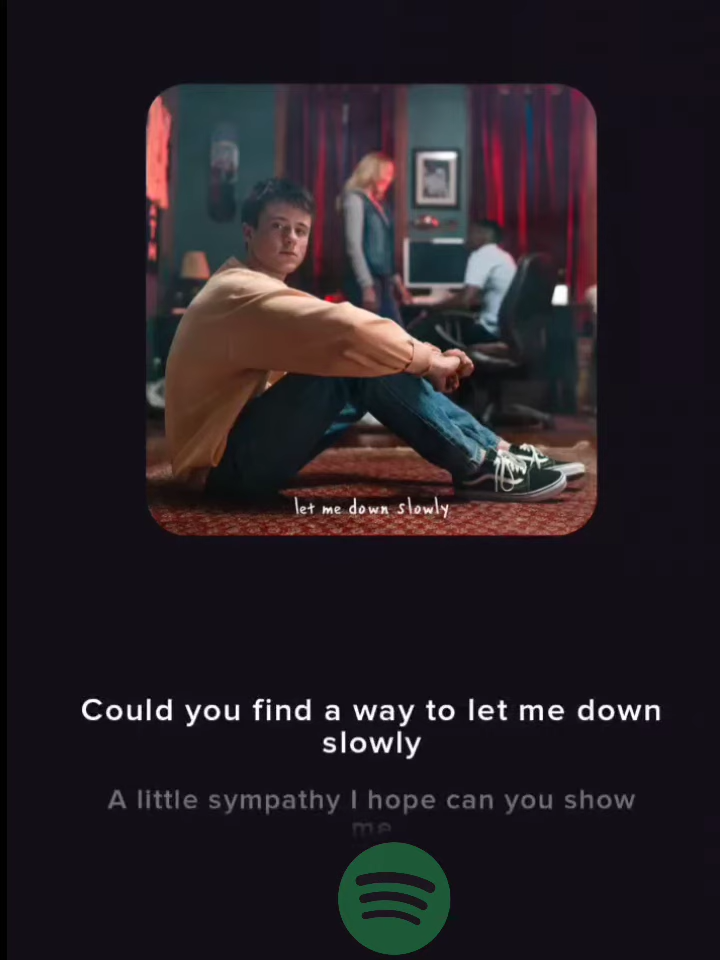 let me down slowly
Could you find a way to let me down
slowly
A little sympathy I hope can you show
me